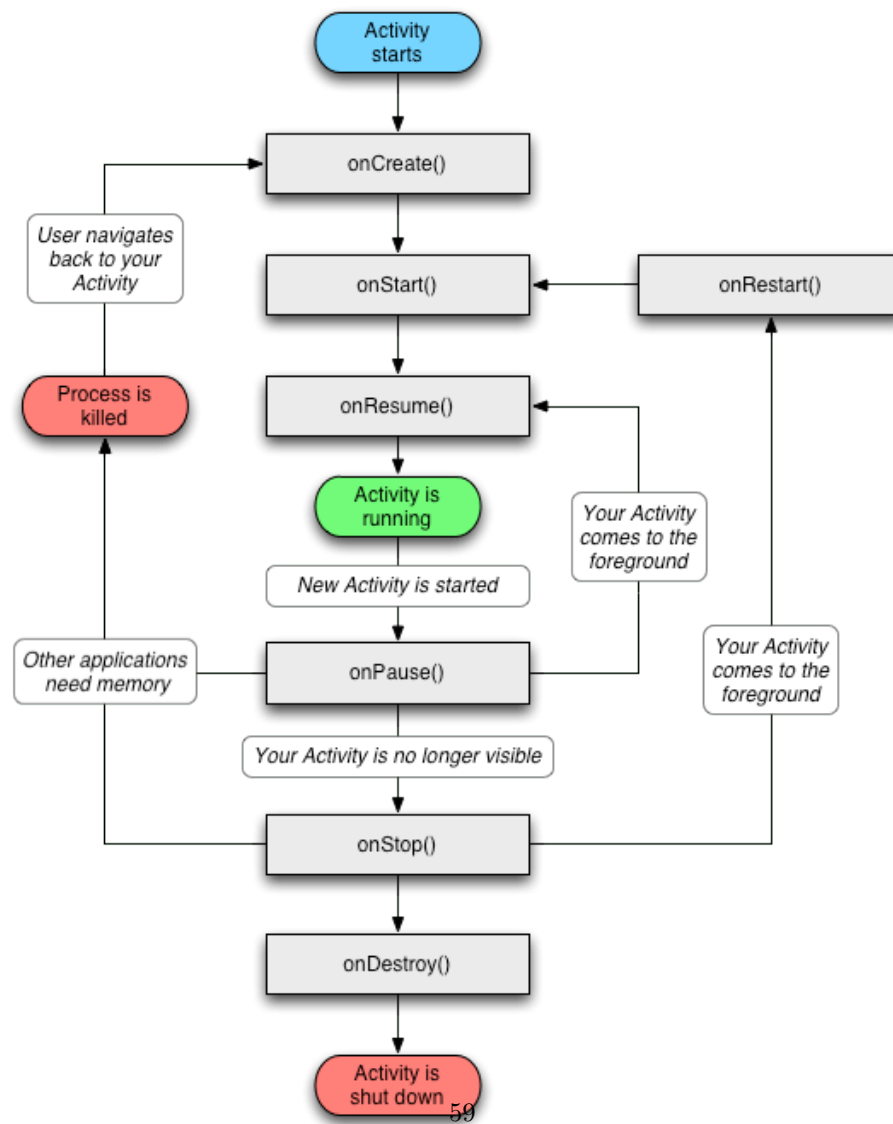 Activity
starts
onCreate()
User navigates
back to your
Activity
onStart()
onRestart()
Process is
killed
onResume()
Activity is
running
Your Activity
comes to the
foreground
New Activity is started
Other applications
need memory
onPause()
Your Activity
comes to the
foreground
Your Activity is no longer visible
onStop()
onDestroy()
Activity is
shut down
59